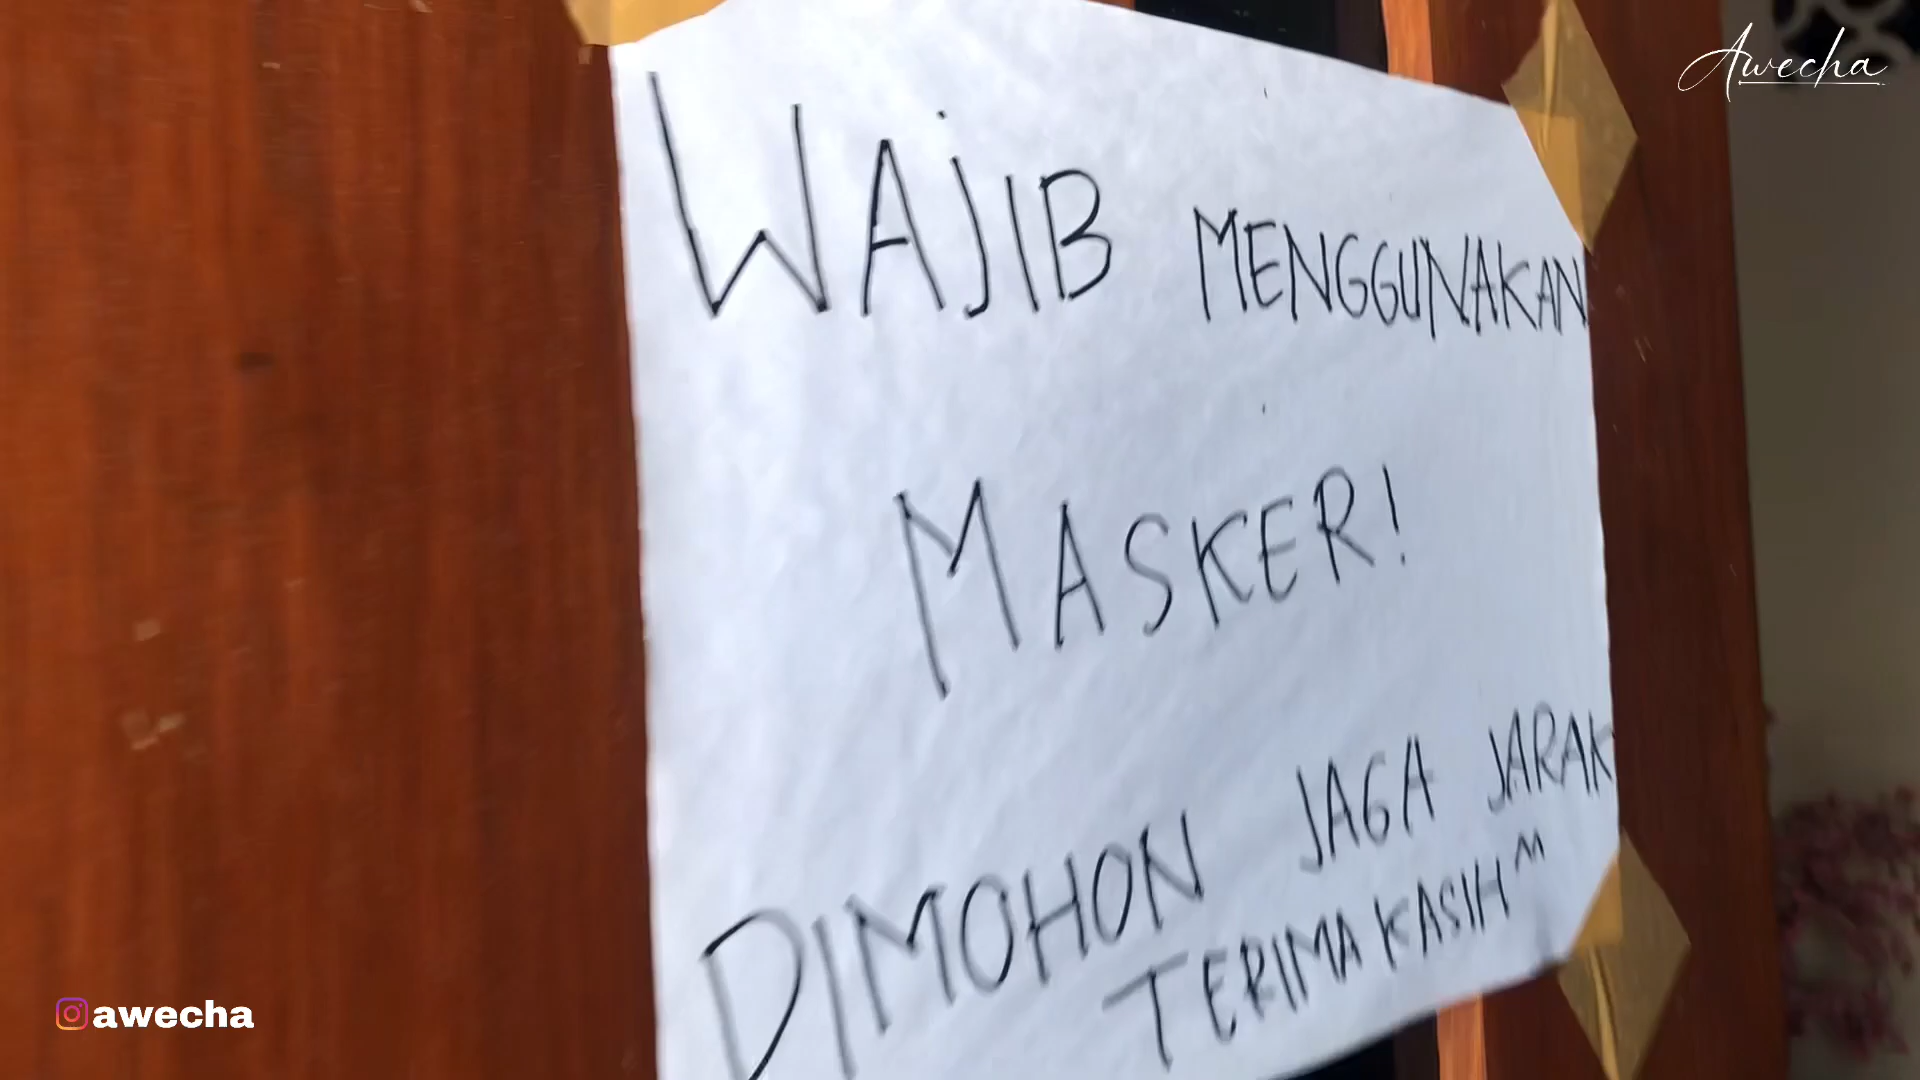 Awecha
WAJIB MENGGUNAKAN
MASKER!
DIMOHON JAGA JARAK
TERIMA KASIH ^^
awecha